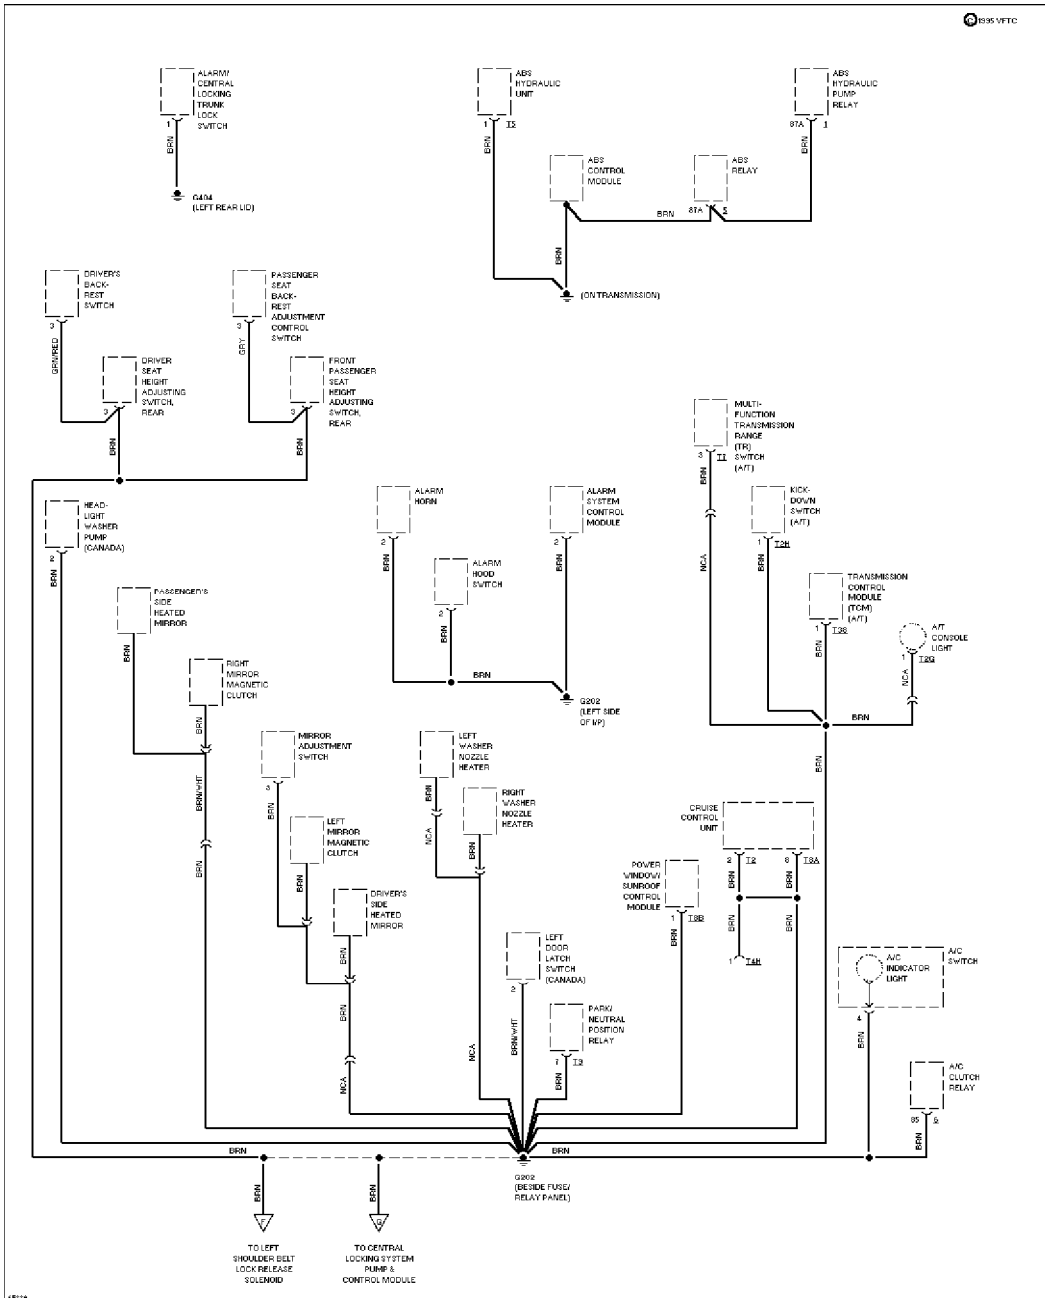 © 1995 VFTC
ALARM/
CENTRAL
LOCKING
TRUNK
LOCK
SWITCH
1
BRN
G404
(LEFT REAR LID)
ABS
HYDRAULIC
UNIT
1 T5
BRN
ABS
HYDRAULIC
PUMP
RELAY
87A 1
BRN
ABS
CONTROL
MODULE
BRN
ABS
RELAY
87A 5
BRN
(ON TRANSMISSION)
DRIVER'S
BACK-
REST
SWITCH
3
GRN/RED
DRIVER
SEAT
HEIGHT
ADJUSTING
SWITCH,
REAR
3
BRN
PASSENGER
SEAT
BACK-
REST
ADJUSTMENT
CONTROL
SWITCH
3
GRY
FRONT
PASSENGER
SEAT
HEIGHT
ADJUSTING
SWITCH,
REAR
3
BRN
MULTI-
FUNCTION
TRANSMISSION
RANGE
(TR)
SWITCH
(A/T)
3
BRN
NCA
KICK-
DOWN
SWITCH
(A/T)
1 T2H
BRN
TRANSMISSION
CONTROL
MODULE
(TCM)
(A/T)
1 T38
BRN
A/T
CONSOLE
LIGHT
1 T2G
NCA
BRN
BRN
HEAD-
LIGHT
WASHER
PUMP
(CANADA)
2
BRN
ALARM
HORN
2
BRN
ALARM
HOOD
SWITCH
2
BRN
ALARM
SYSTEM
CONTROL
MODULE
2
BRN
BRN
G202
(LEFT SIDE
OF I/P)
PASSENGER'S
SIDE
HEATED
MIRROR
BRN
RIGHT
MIRROR
MAGNETIC
CLUTCH
BRN
BRN/WHT
BRN
MIRROR
ADJUSTMENT
SWITCH
3
BRN
LEFT
MIRROR
MAGNETIC
CLUTCH
BRN
DRIVER'S
SIDE
HEATED
MIRROR
BRN
BRN
NCA
LEFT
WASHER
NOZZLE
HEATER
BRN
NCA
RIGHT
WASHER
NOZZLE
HEATER
BRN
NCA
LEFT
DOOR
LATCH
SWITCH
(CANADA)
2
BRN/WHT
PARK/
NEUTRAL
POSITION
RELAY
7 T9
BRN
POWER
WINDOW/
SUNROOF
CONTROL
MODULE
1 T8B
BRN
CRUISE
CONTROL
UNIT
2 T2
8 T8A
BRN
BRN
BRN
BRN
1 T4H
A/C
SWITCH
A/C
INDICATOR
LIGHT
4
BRN
A/C
CLUTCH
RELAY
85 6
BRN
BRN
BRN
G202
(BESIDE FUSE/
RELAY PANEL)
BRN
F
TO LEFT
SHOULDER BELT
LOCK RELEASE
SOLENOID
BRN
G
TO CENTRAL
LOCKING SYSTEM
PUMP &
CONTROL MODULE